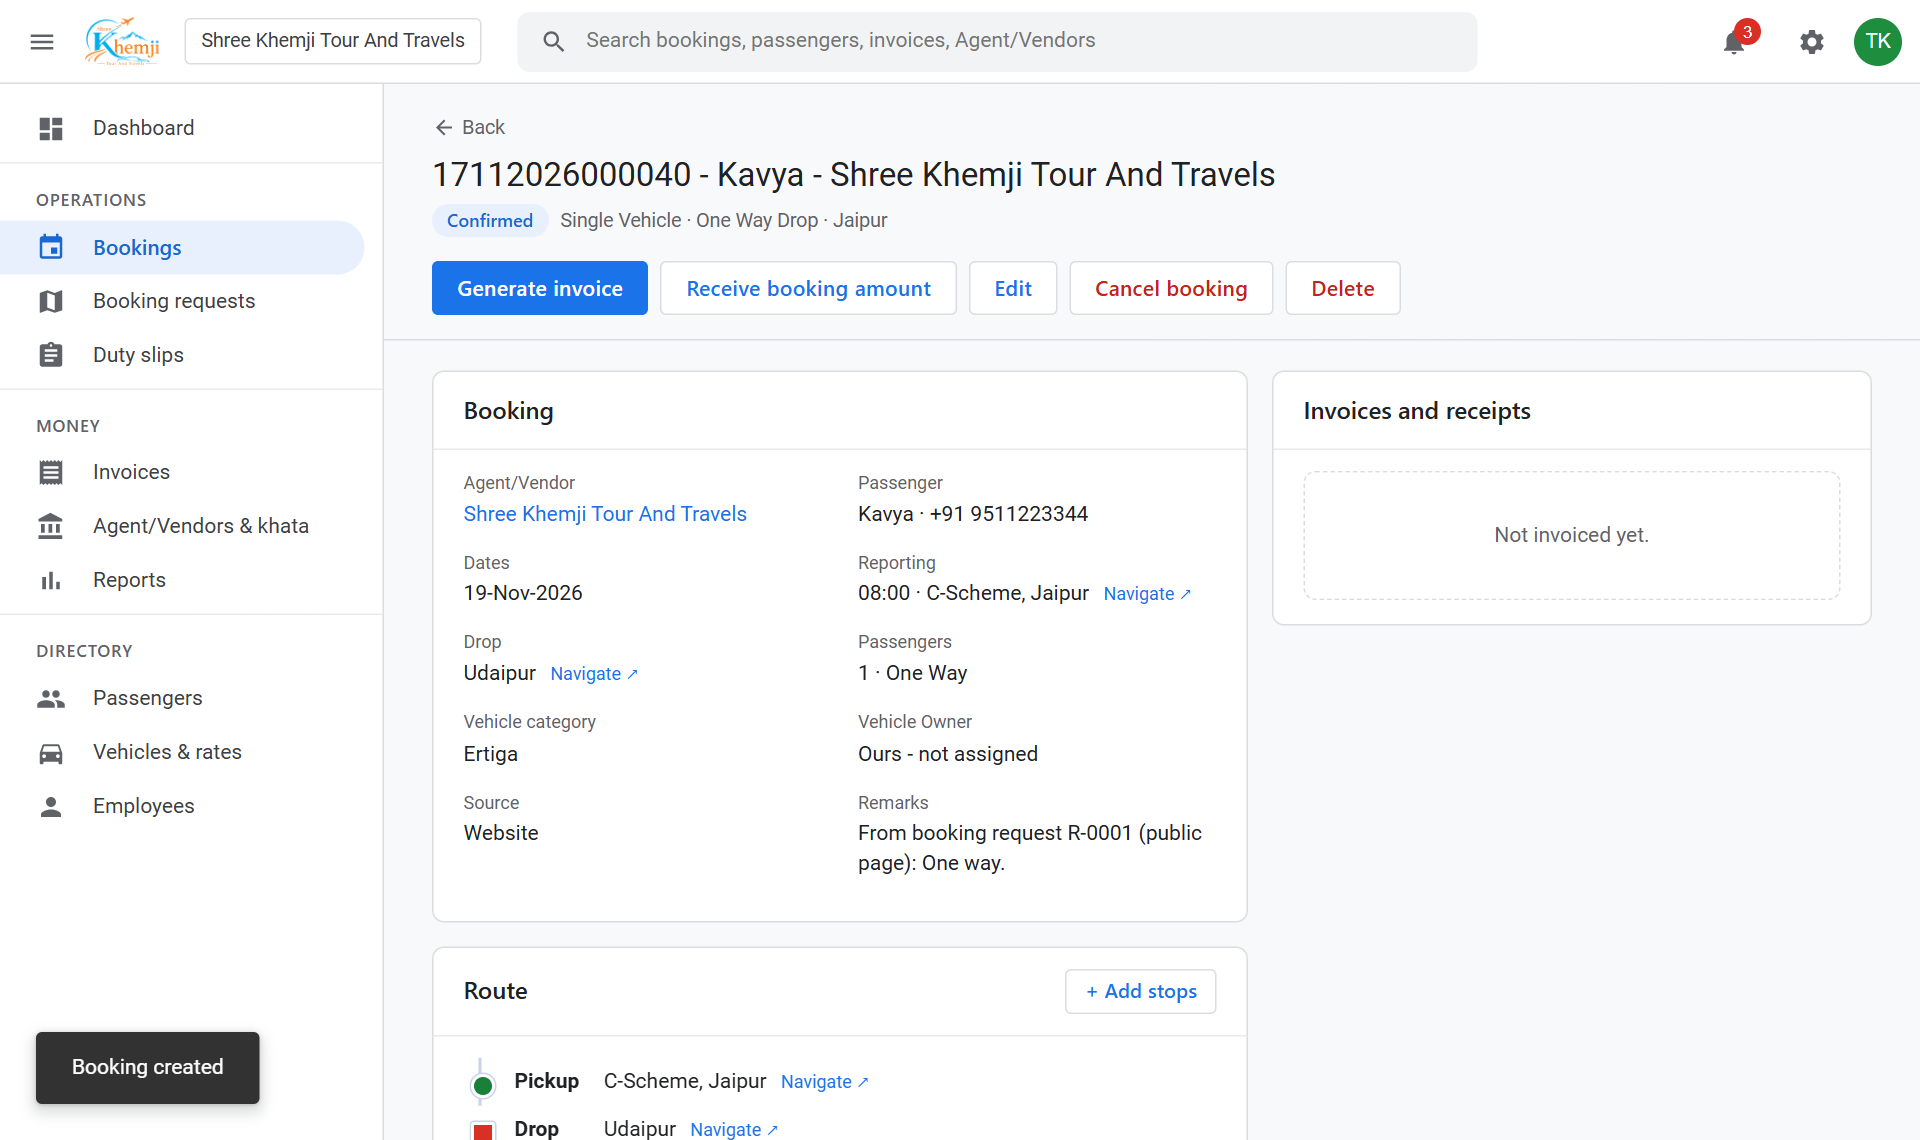 Khemji
Shree Khemji Tour And Travels
Search bookings, passengers, invoices, Agent/Vendors
3
TK
Dashboard
OPERATIONS
Bookings
Booking requests
Duty slips
MONEY
Invoices
Agent/Vendors & khata
Reports
DIRECTORY
Passengers
Vehicles & rates
Employees
Booking created
Back
17112026000040 - Kavya - Shree Khemji Tour And Travels
Confirmed Single Vehicle · One Way Drop · Jaipur
Generate invoice Receive booking amount Edit Cancel booking Delete
Booking
Agent/Vendor
Shree Khemji Tour And Travels
Passenger
Kavya · +91 9511223344
Dates
19-Nov-2026
Reporting
08:00 · C-Scheme, Jaipur Navigate ↗
Drop
Udaipur Navigate ↗
Passengers
1 · One Way
Vehicle category
Ertiga
Vehicle Owner
Ours - not assigned
Source
Website
Remarks
From booking request R-0001 (public
page): One way.
Invoices and receipts
Not invoiced yet.
Route
+ Add stops
Pickup C-Scheme, Jaipur Navigate ↗
Drop Udaipur Navigate ↗